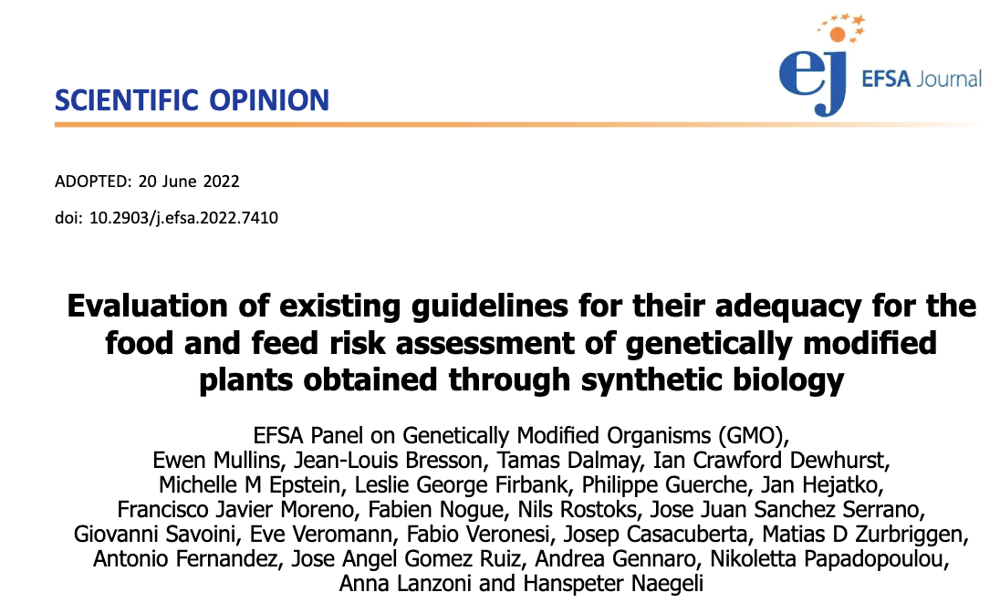 ej EFSA Journal
SCIENTIFIC OPINION
ADOPTED: 20 June 2022
doi: 10.2903/j.efsa.2022.7410
Evaluation of existing guidelines for their adequacy for the
food and feed risk assessment of genetically modified
plants obtained through synthetic biology
EFSA Panel on Genetically Modified Organisms (GMO),
Ewen Mullins, Jean-Louis Bresson, Tamas Dalmay, Ian Crawford Dewhurst,
Michelle M Epstein, Leslie George Firbank, Philippe Guerche, Jan Hejatko,
Francisco Javier Moreno, Fabien Nogue, Nils Rostoks, Jose Juan Sanchez Serrano,
Giovanni Savoini, Eve Veromann, Fabio Veronesi, Josep Casacuberta, Matias D Zurbriggen,
Antonio Fernandez, Jose Angel Gomez Ruiz, Andrea Gennaro, Nikoletta Papadopoulou,
Anna Lanzoni and Hanspeter Naegeli